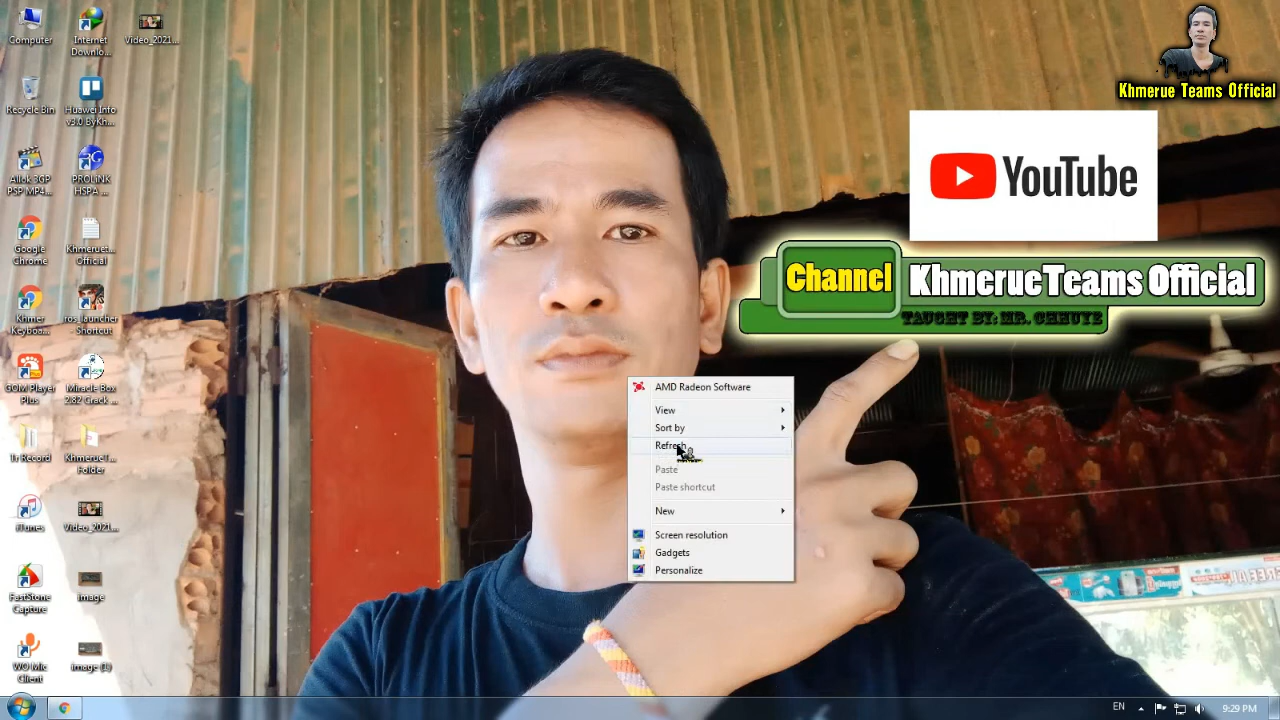 Computer
Internet
Downlo...
Video_2021...
Recycle Bin
Huawei Info
v3.0 ByKh...
Allok 3GP
PSP MP4...
PROLiNK
HSPA ...
Google
Chrome
Khmeruet...
Official
Khmer
Keyboa...
ros_launcher
- Shortcut
GOM Player
Plus
Miracle Box
2.82 Crack ...
Tr Record
KhmerueT...
Folder
iTunes
Video_2021...
FastStone
Capture
image
WO Mic
Client
image (1)
Khmerue Teams Official
YouTube
Channel
KhmerueTeams Official
TAUGHT BY: MR. CHHUYE
AMD Radeon Software
View
Sort by
Refresh
Paste
Paste shortcut
New
Screen resolution
Gadgets
Personalize
EN
9:29 PM